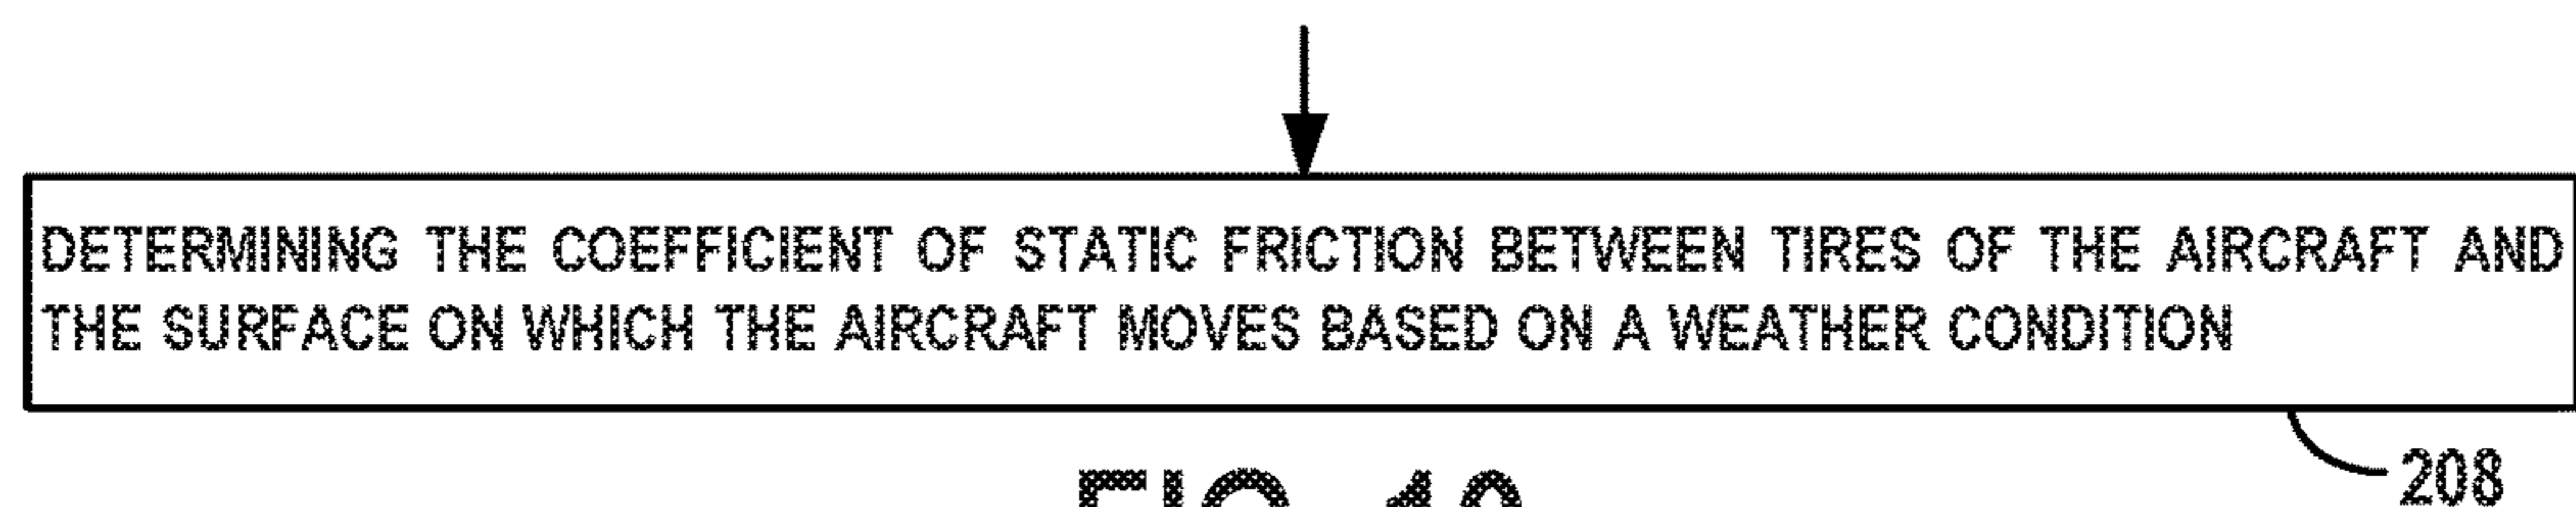 DETERMINING THE COEFFICIENT OF STATIC FRICTION BETWEEN TIRES OF THE AIRCRAFT AND
THE SURFACE ON WHICH THE AIRCRAFT MOVES BASED ON A WEATHER CONDITION
208